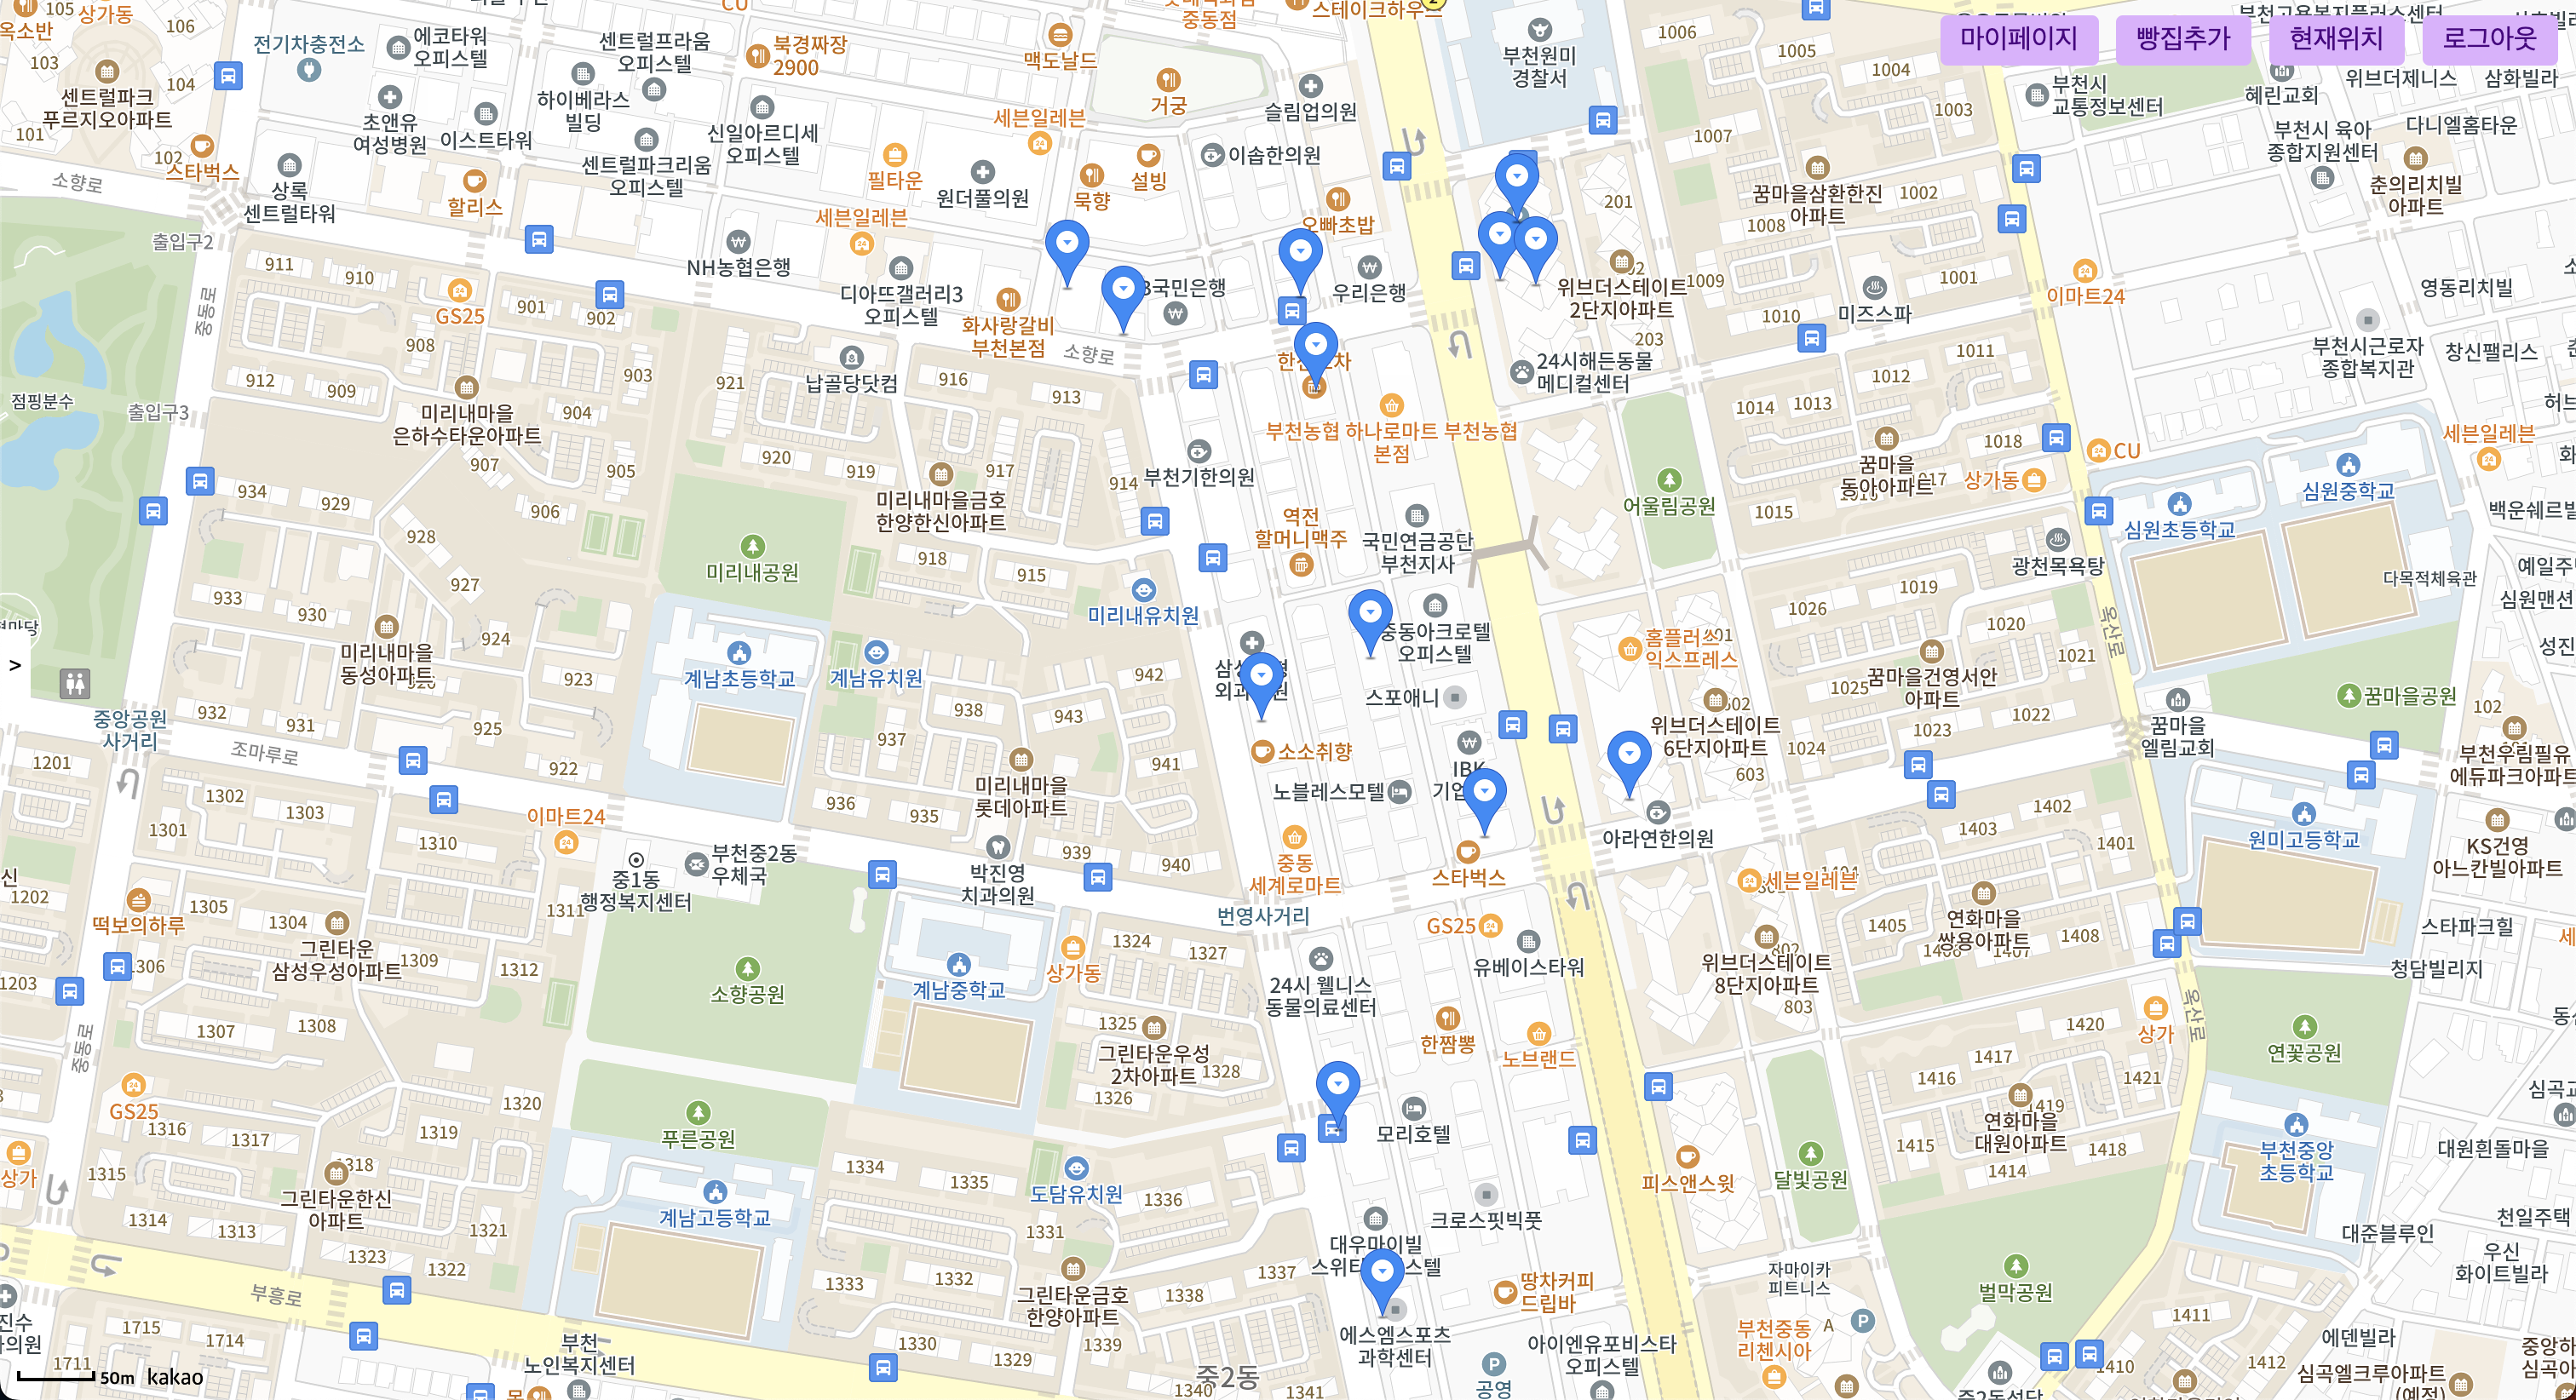 마이페이지
빵집추가
현재위치
로그아웃
105
상가동
106
103
104
101
102
센트럴파크
푸르지오아파트
스타벅스
전기차충전소
에코타워
오피스텔
초앤유
여성병원
이스트타워
하이베라스
빌딩
센트럴프라움
오피스텔
CU
북경짜장
2900
신일아르디세
오피스텔
센트럴파크리움
오피스텔
상록
센트럴타워
할리스
소향로
출입구2
출입구3
점핑분수
중동로
맥도날드
거궁
중동점
스테이크하우스
슬림업의원
세븐일레븐
필타운
원더풀의원
묵향
설빙
이솝한의원
오빠초밥
세븐일레븐
NH농협은행
디아뜨갤러리3
오피스텔
화사랑갈비
부천본점
우리은행
소향로
납골당닷컴
부천원미
경찰서
위브더스테이트
2단지아파트
201
203
24시해든동물
메디컬센터
부천농협 하나로마트
본점
부천농협
부천기한의원
역전
할머니맥주
국민연금공단
부천지사
어울림공원
1006
1005
1004
1003
1007
1002
1008
1009
1001
1010
꿈마을삼환한진
아파트
미즈스파
이마트24
부천시
교통정보센터
혜린교회
위브더제니스
삼화빌라
부천시 육아
종합지원센터
다니엘홈타운
춘의리치빌
아파트
영동리치빌
부천시근로자
종합복지관
창신팰리스
세븐일레븐
1011
1012
1013
1014
1018
1015
꿈마을
동아아파트
상가동
CU
심원초등학교
심원중학교
다목적체육관
광천목욕탕
심원맨션
911
910
901
902
GS25
908
912
909
903
904
905
907
906
미리내마을
은하수타운아파트
934
929
928
927
933
930
924
미리내마을
동성아파트
923
932
931
925
922
921
916
913
920
919
917
914
918
915
미리내마을금호
한양한신아파트
미리내공원
미리내유치원
계남초등학교
계남유치원
942
938
943
937
941
936
935
939
940
미리내마을
롯데아파트
중앙공원
사거리
조마루로
중동아크로텔
오피스텔
스포애니
소소취향
노블레스모텔
중동
세계로마트
스타벅스
번영사거리
홈플러스
익스프레스
위브더스테이트
6단지아파트
603
아라연한의원
1019
1026
1020
1021
1025
1022
1023
1024
꿈마을건영서안
아파트
옥산로
꿈마을
엘림교회
꿈마을공원
102
부천우림필유
에듀파크아파트
KS건영
아느칸빌아파트
원미고등학교
스타파크힐
청담빌리지
1402
1403
1401
1405
1408
연화마을
쌍용아파트
세븐일레븐
위브더스테이트
8단지아파트
803
1201
1202
1203
1302
1303
1301
1310
이마트24
중1동
행정복지센터
부천중2동
우체국
박진영
치과의원
떡보의하루
1305
1304
1309
1311
1312
1306
그린타운
삼성우성아파트
1307
1308
소향공원
계남중학교
상가동
1324
1327
1325
1328
1326
그린타운우성
2차아파트
24시 웰니스
동물의료센터
GS25
유베이스타워
한짬뽕
노브랜드
모리호텔
크로스핏빅풋
피스앤스윗
달빛공원
1420
1417
1416
1421
1419
1415
1418
1414
연화마을
대원아파트
상가
옥산로
연꽃공원
부천중앙
초등학교
대원흰돌마을
대준블루인
천일주택
우신
화이트빌라
중동로
GS25
1316
1317
1320
1319
1318
1315
1314
1313
1321
1323
1322
그린타운한신
아파트
상가
푸른공원
계남고등학교
도담유치원
1334
1335
1336
1331
1333
1332
1337
1338
1330
1329
1339
1340
1341
그린타운금호
한양아파트
부흥로
1715
1714
1711
부천
노인복지센터
중2동
에스엠스포츠
과학센터
땅차커피
드립바
아이엔유포비스타
오피스텔
공영
자마이카
피트니스
부천중동
리첸시아
A
벌막공원
1411
1410
1412
에덴빌라
심곡엘크루아파트
(예정)
50m
kakao